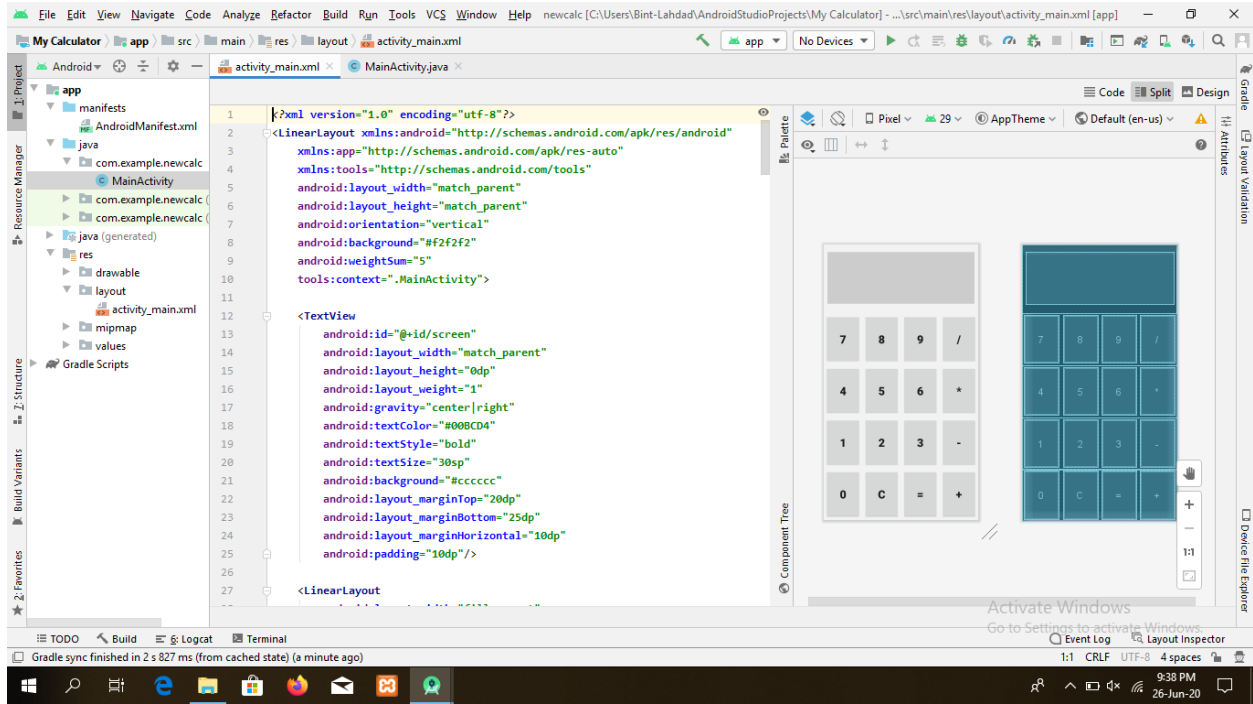 File Edit View Navigate Code Analyze Refactor Build Run Tools VCS Window Help newcalc [C:\Users\Bint-Lahdad\AndroidStudioProjects\My Calculator] - ...\src\main\res\layout\activity_main.xml [app]
My Calculator app src main res layout activity_main.xml app No Devices
Android activity_main.xml MainActivity.java
Code Split Design
1: Project
Resource Manager
Z: Structure
Build Variants
2: Favorites
app
manifests
AndroidManifest.xml
java
com.example.newcalc
MainActivity
com.example.newcalc (
com.example.newcalc (
java (generated)
res
drawable
layout
activity_main.xml
mipmap
values
Gradle Scripts
1 <?xml version="1.0" encoding="utf-8"?>
2 <LinearLayout xmlns:android="http://schemas.android.com/apk/res/android"
3 xmlns:app="http://schemas.android.com/apk/res-auto"
4 xmlns:tools="http://schemas.android.com/tools"
5 android:layout_width="match_parent"
6 android:layout_height="match_parent"
7 android:orientation="vertical"
8 android:background="#f2f2f2"
9 android:weightSum="5"
10 tools:context=".MainActivity">
11
12 <TextView
13 android:id="@+id/screen"
14 android:layout_width="match_parent"
15 android:layout_height="0dp"
16 android:layout_weight="1"
17 android:gravity="center|right"
18 android:textColor="#00BCD4"
19 android:textStyle="bold"
20 android:textSize="30sp"
21 android:background="#cccccc"
22 android:layout_marginTop="20dp"
23 android:layout_marginBottom="25dp"
24 android:layout_marginHorizontal="10dp"
25 android:padding="10dp"/>
26
27 <LinearLayout
Palette
Component Tree
Pixel 29 AppTheme Default (en-us)
7 8 9 /
4 5 6 *
1 2 3 -
0 C = +
7 8 9 /
4 5 6 *
1 2 3 -
0 C = +
1:1
Attributes
Gradle
Layout Validation
Device File Explorer
Activate Windows
Go to Settings to activate Windows.
TODO Build 6: Logcat Terminal Event Log Layout Inspector
Gradle sync finished in 2 s 827 ms (from cached state) (a minute ago) 1:1 CRLF UTF-8 4 spaces
9:38 PM
26-Jun-20